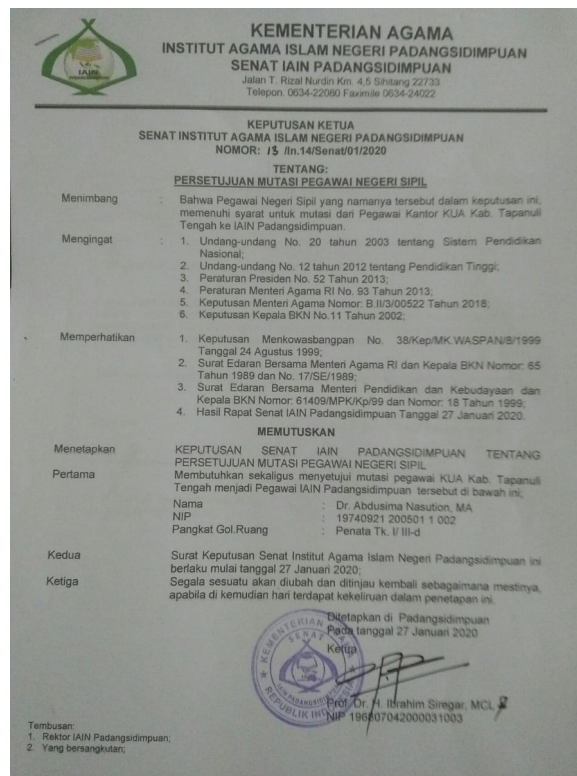 IAIN
KEMENTERIAN AGAMA
INSTITUT AGAMA ISLAM NEGERI PADANGSIDIMPUAN
SENAT IAIN PADANGSIDIMPUAN
Jalan T. Rizal Nurdin Km. 4,5 Sihitang 22733
Telepon. 0634-22080 Faximile 0634-24022
KEPUTUSAN KETUA
SENAT INSTITUT AGAMA ISLAM NEGERI PADANGSIDIMPUAN
NOMOR: 13 /In.14/Senat/01/2020
TENTANG:
PERSETUJUAN MUTASI PEGAWAI NEGERI SIPIL
Menimbang : Bahwa Pegawai Negeri Sipil yang namanya tersebut dalam keputusan ini,
memenuhi syarat untuk mutasi dari Pegawai Kantor KUA Kab. Tapanuli
Tengah ke IAIN Padangsidimpuan.
Mengingat : 1. Undang-undang No. 20 tahun 2003 tentang Sistem Pendidikan
Nasional;
2. Undang-undang No. 12 tahun 2012 tentang Pendidikan Tinggi;
3. Peraturan Presiden No. 52 Tahun 2013;
4. Peraturan Menteri Agama RI No. 93 Tahun 2013;
5. Keputusan Menteri Agama Nomor: B.II/3/00522 Tahun 2018;
6. Keputusan Kepala BKN No.11 Tahun 2002;
Memperhatikan 1. Keputusan Menkowasbangpan No. 38/Kep/MK.WASPAN/8/1999
Tanggal 24 Agustus 1999;
2. Surat Edaran Bersama Menteri Agama RI dan Kepala BKN Nomor: 65
Tahun 1989 dan No. 17/SE/1989;
3. Surat Edaran Bersama Menteri Pendidikan dan Kebudayaan dan
Kepala BKN Nomor: 61409/MPK/Kp/99 dan Nomor: 18 Tahun 1999;
4. Hasil Rapat Senat IAIN Padangsidimpuan Tanggal 27 Januari 2020.
MEMUTUSKAN
Menetapkan KEPUTUSAN SENAT IAIN PADANGSIDIMPUAN TENTANG
PERSETUJUAN MUTASI PEGAWAI NEGERI SIPIL
Pertama Membutuhkan sekaligus menyetujui mutasi pegawai KUA Kab. Tapanuli
Tengah menjadi Pegawai IAIN Padangsidimpuan tersebut di bawah ini;
Nama : Dr. Abdusima Nasution, MA
NIP : 19740921 200501 1 002
Pangkat Gol.Ruang : Penata Tk. I/ III-d
Kedua Surat Keputusan Senat Institut Agama Islam Negeri Padangsidimpuan ini
berlaku mulai tanggal 27 Januari 2020;
Ketiga Segala sesuatu akan diubah dan ditinjau kembali sebagaimana mestinya,
apabila di kemudian hari terdapat kekeliruan dalam penetapan ini.
Ditetapkan di Padangsidimpuan
Pada tanggal 27 Januari 2020
Ketua
KEMENTERIAN AGAMA
SENAT
IAIN PADANGSIDIMPUAN
REPUBLIK INDONESIA
Prof. Dr. H. Ibrahim Siregar, MCL
NIP 196807042000031003
Tembusan:
1. Rektor IAIN Padangsidimpuan;
2. Yang bersangkutan;